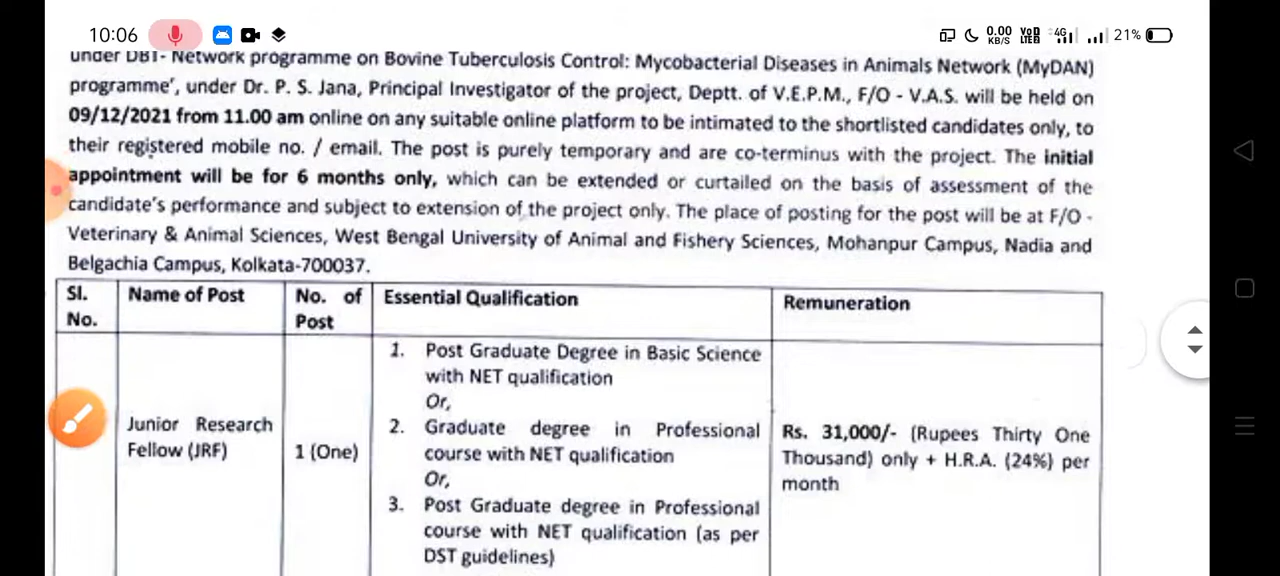 10:06
0.00 KB/S VoD LTEB 4G 21%
under DBT- Network programme on Bovine Tuberculosis Control: Mycobacterial Diseases in Animals Network (MyDAN)
programme', under Dr. P. S. Jana, Principal Investigator of the project, Deptt. of V.E.P.M., F/O - V.A.S. will be held on
09/12/2021 from 11.00 am online on any suitable online platform to be intimated to the shortlisted candidates only, to
their registered mobile no. / email. The post is purely temporary and are co-terminus with the project. The initial
appointment will be for 6 months only, which can be extended or curtailed on the basis of assessment of the
candidate's performance and subject to extension of the project only. The place of posting for the post will be at F/O -
Veterinary & Animal Sciences, West Bengal University of Animal and Fishery Sciences, Mohanpur Campus, Nadia and
Belgachia Campus, Kolkata-700037.
Sl. No.
Name of Post
No. of Post
Essential Qualification
Remuneration
Junior Research
Fellow (JRF)
1 (One)
1. Post Graduate Degree in Basic Science
with NET qualification
Or,
2. Graduate degree in Professional
course with NET qualification
Or,
3. Post Graduate degree in Professional
course with NET qualification (as per
DST guidelines)
Rs. 31,000/- (Rupees Thirty One
Thousand) only + H.R.A. (24%) per
month